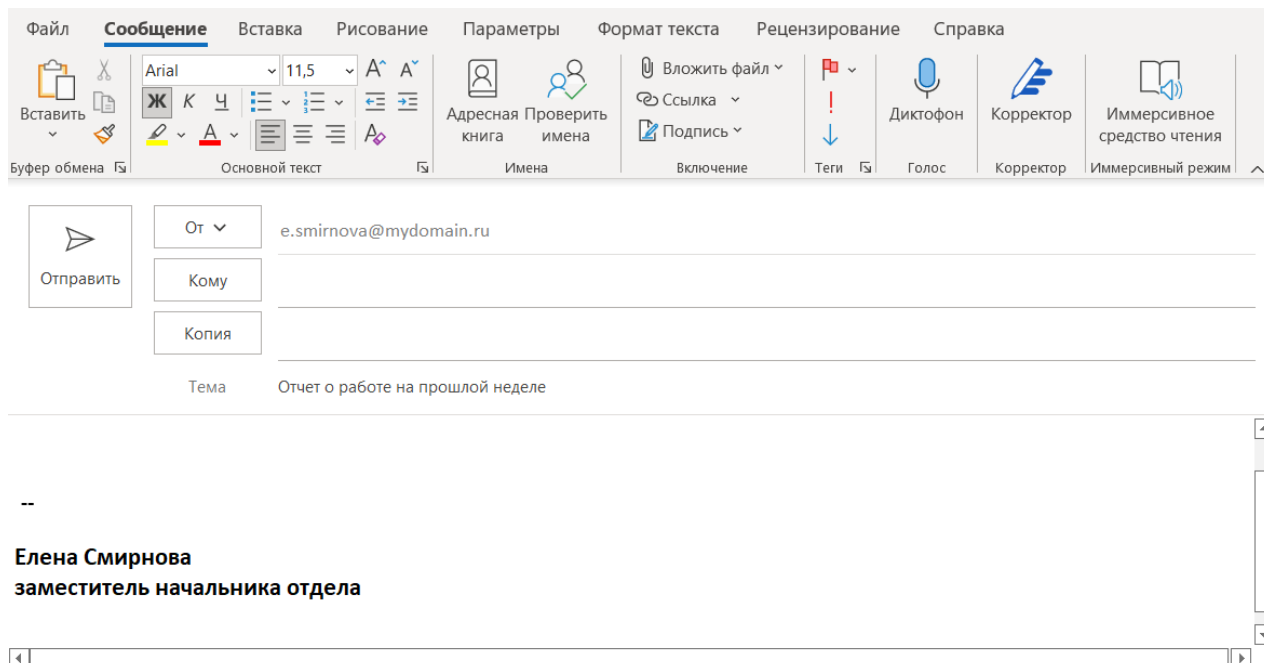 Файл Сообщение Вставка Рисование Параметры Формат текста Рецензирование Справка
Вставить
Буфер обмена
Arial 11,5 A A
Ж К Ч
A A
Основной текст
Адресная книга
Проверить имена
Имена
Вложить файл
Ссылка
Подпись
Включение
Теги
Диктофон
Голос
Корректор
Корректор
Иммерсивное
средство чтения
Иммерсивный режим
Отправить
От e.smirnova@mydomain.ru
Кому
Копия
Тема Отчет о работе на прошлой неделе
--
Елена Смирнова
заместитель начальника отдела